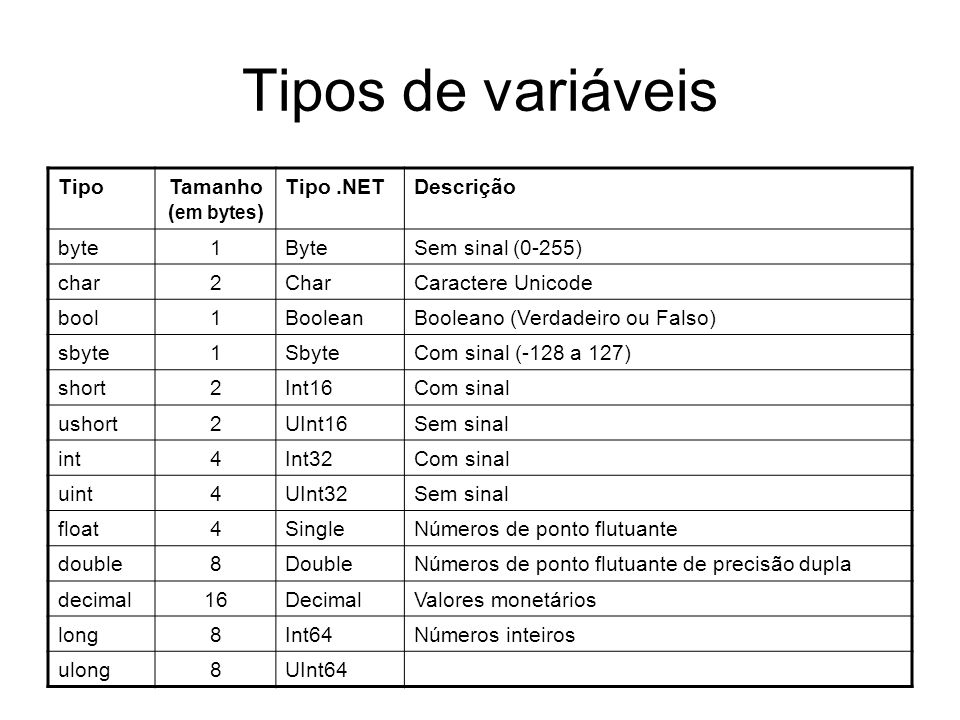 Tipos de variáveis
Tipo Tamanho (em bytes) Tipo .NET Descrição
byte 1 Byte Sem sinal (0-255)
char 2 Char Caractere Unicode
bool 1 Boolean Booleano (Verdadeiro ou Falso)
sbyte 1 Sbyte Com sinal (-128 a 127)
short 2 Int16 Com sinal
ushort 2 UInt16 Sem sinal
int 4 Int32 Com sinal
uint 4 UInt32 Sem sinal
float 4 Single Números de ponto flutuante
double 8 Double Números de ponto flutuante de precisão dupla
decimal 16 Decimal Valores monetários
long 8 Int64 Números inteiros
ulong 8 UInt64